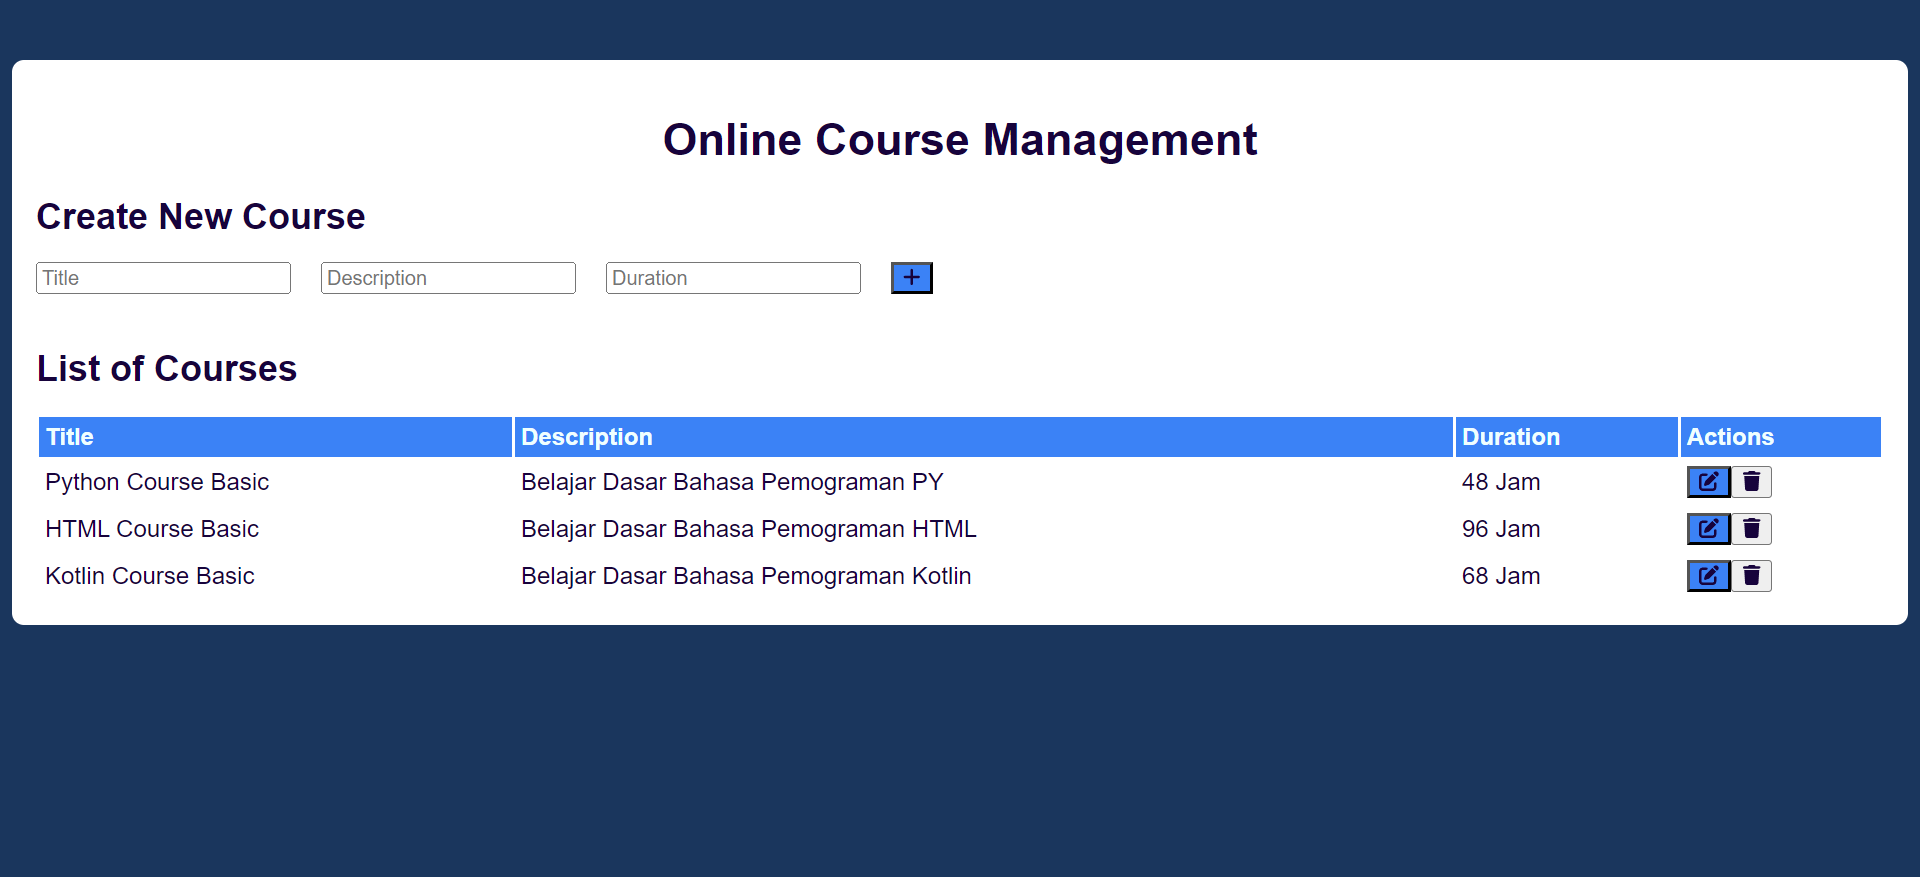 Online Course Management
Create New Course
Title Description Duration
List of Courses
Title Description Duration Actions
Python Course Basic Belajar Dasar Bahasa Pemograman PY 48 Jam
HTML Course Basic Belajar Dasar Bahasa Pemograman HTML 96 Jam
Kotlin Course Basic Belajar Dasar Bahasa Pemograman Kotlin 68 Jam